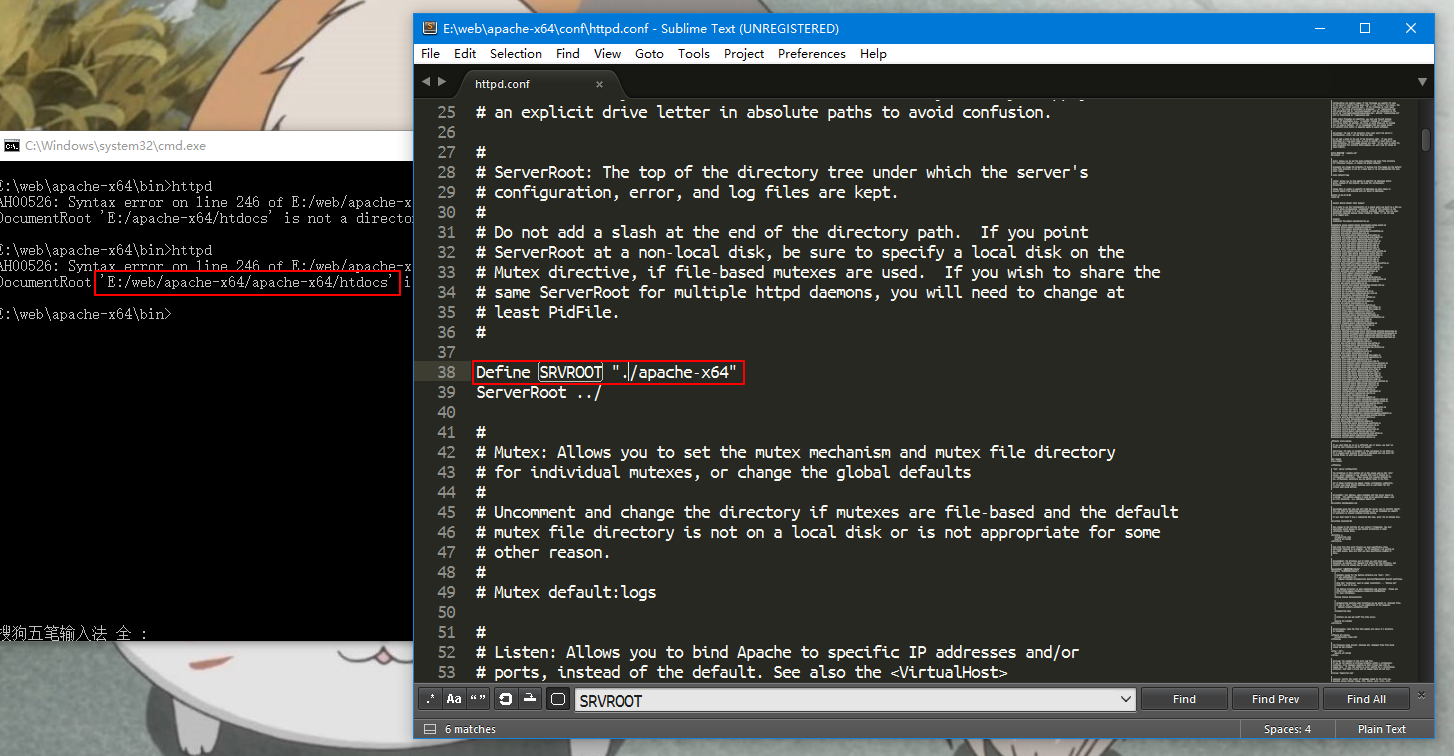 E:\web\apache-x64\conf\httpd.conf - Sublime Text (UNREGISTERED)
File Edit Selection Find View Goto Tools Project Preferences Help
httpd.conf ×
25 # an explicit drive letter in absolute paths to avoid confusion.
26
27 #
28 # ServerRoot: The top of the directory tree under which the server's
29 # configuration, error, and log files are kept.
30 #
31 # Do not add a slash at the end of the directory path.  If you point
32 # ServerRoot at a non-local disk, be sure to specify a local disk on the
33 # Mutex directive, if file-based mutexes are used.  If you wish to share the
34 # same ServerRoot for multiple httpd daemons, you will need to change at
35 # least PidFile.
36 #
37
38 Define SRVROOT "./apache-x64"
39 ServerRoot ../
40
41 #
42 # Mutex: Allows you to set the mutex mechanism and mutex file directory
43 # for individual mutexes, or change the global defaults
44 #
45 # Uncomment and change the directory if mutexes are file-based and the default
46 # mutex file directory is not on a local disk or is not appropriate for some
47 # other reason.
48 #
49 # Mutex default:logs
50
51 #
52 # Listen: Allows you to bind Apache to specific IP addresses and/or
53 # ports, instead of the default. See also the <VirtualHost>
.* Aa “” SRVROOT Find Find Prev Find All ×
6 matches Spaces: 4 Plain Text
C:\Windows\system32\cmd.exe
E:\web\apache-x64\bin>httpd
AH00526: Syntax error on line 246 of E:/web/apache-x
DocumentRoot 'E:/apache-x64/htdocs' is not a director
E:\web\apache-x64\bin>httpd
AH00526: Syntax error on line 246 of E:/web/apache-x
DocumentRoot 'E:/web/apache-x64/apache-x64/htdocs' i
E:\web\apache-x64\bin>
搜狗五笔输入法 全 :